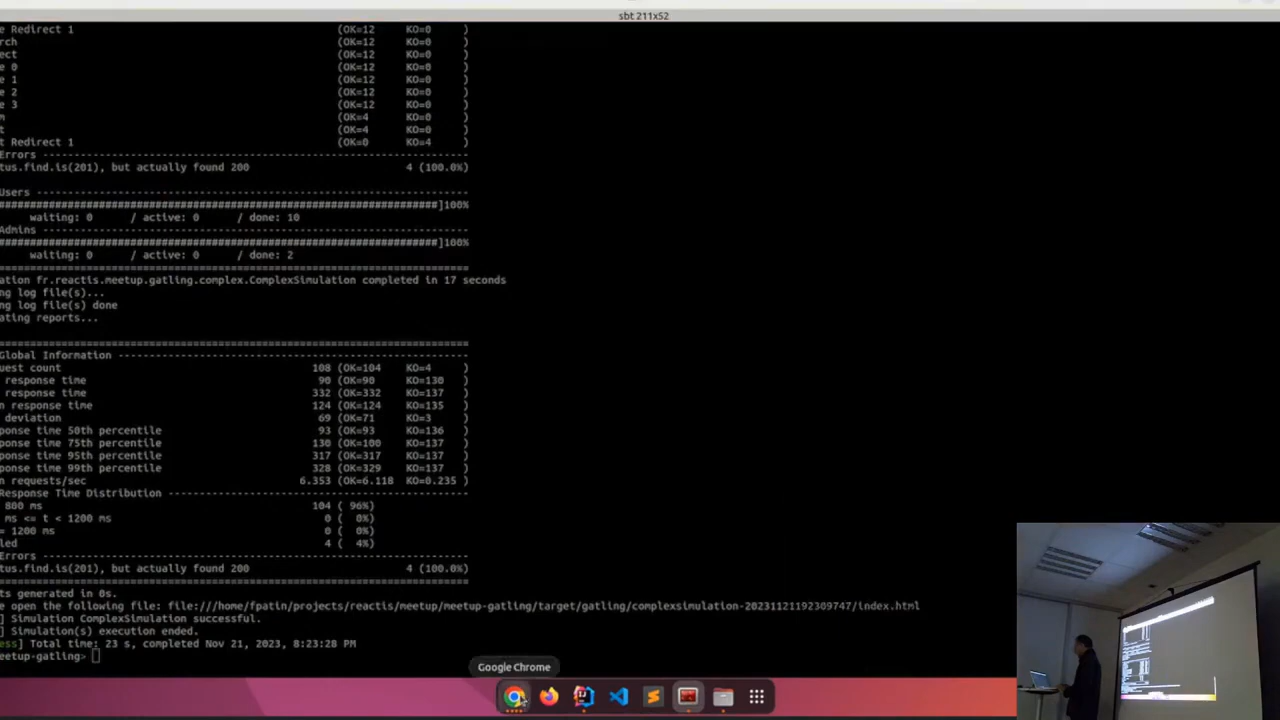 sbt 211x52
e Redirect 1 (OK=12 KO=0 )
rch (OK=12 KO=0 )
ect (OK=12 KO=0 )
e 0 (OK=12 KO=0 )
e 1 (OK=12 KO=0 )
e 2 (OK=12 KO=0 )
e 3 (OK=12 KO=0 )
m (OK=4 KO=0 )
t (OK=4 KO=0 )
t Redirect 1 (OK=0 KO=4 )
Errors --------------------------------------------------------------------
tus.find.is(201), but actually found 200 4 (100.0%)
Users ---------------------------------------------------------------------
##########################################################################]100%
waiting: 0 / active: 0 / done: 10
Admins --------------------------------------------------------------------
##########################################################################]100%
waiting: 0 / active: 0 / done: 2
================================================================================
ation fr.reactis.meetup.gatling.complex.ComplexSimulation completed in 17 seconds
ng log file(s)...
ng log file(s) done
ating reports...
================================================================================
Global Information --------------------------------------------------------
uest count 108 (OK=104 KO=4 )
response time 90 (OK=90 KO=130 )
response time 332 (OK=332 KO=137 )
n response time 124 (OK=124 KO=135 )
deviation 69 (OK=71 KO=3 )
ponse time 50th percentile 93 (OK=93 KO=136 )
ponse time 75th percentile 130 (OK=100 KO=137 )
ponse time 95th percentile 317 (OK=317 KO=137 )
ponse time 99th percentile 328 (OK=329 KO=137 )
n requests/sec 6.353 (OK=6.118 KO=0.235 )
Response Time Distribution ------------------------------------------------
800 ms 104 ( 96%)
ms <= t < 1200 ms 0 ( 0%)
= 1200 ms 0 ( 0%)
led 4 ( 4%)
Errors --------------------------------------------------------------------
tus.find.is(201), but actually found 200 4 (100.0%)
================================================================================
ts generated in 0s.
e open the following file: file:///home/fpatin/projects/reactis/meetup/meetup-gatling/target/gatling/complexsimulation-20231121192309747/index.html
] Simulation ComplexSimulation successful.
] Simulation(s) execution ended.
ess] Total time: 23 s, completed Nov 21, 2023, 8:23:28 PM
eetup-gatling>
Google Chrome